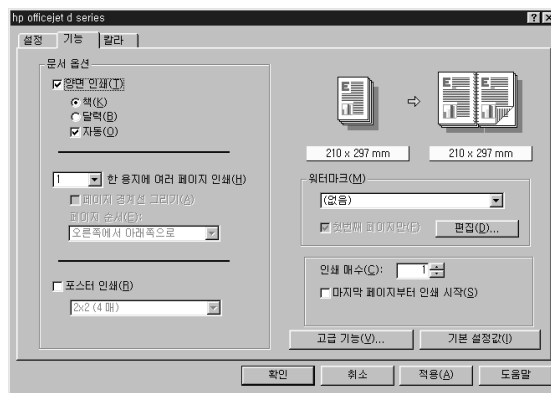 hp officejet d series
설정 기능 칼라
문서 옵션
양면 인쇄(T)
책(K)
달력(B)
자동(O)
1 한 용지에 여러 페이지 인쇄(H)
페이지 경계선 그리기(A)
페이지 순서(E):
오른쪽에서 아래쪽으로
포스터 인쇄(R)
2x2 (4 매)
210 x 297 mm 210 x 297 mm
워터마크(M)
(없음)
첫번째 페이지만(F) 편집(D)...
인쇄 매수(C): 1
마지막 페이지부터 인쇄 시작(S)
고급 기능(V)... 기본 설정값(I)
확인 취소 적용(A) 도움말